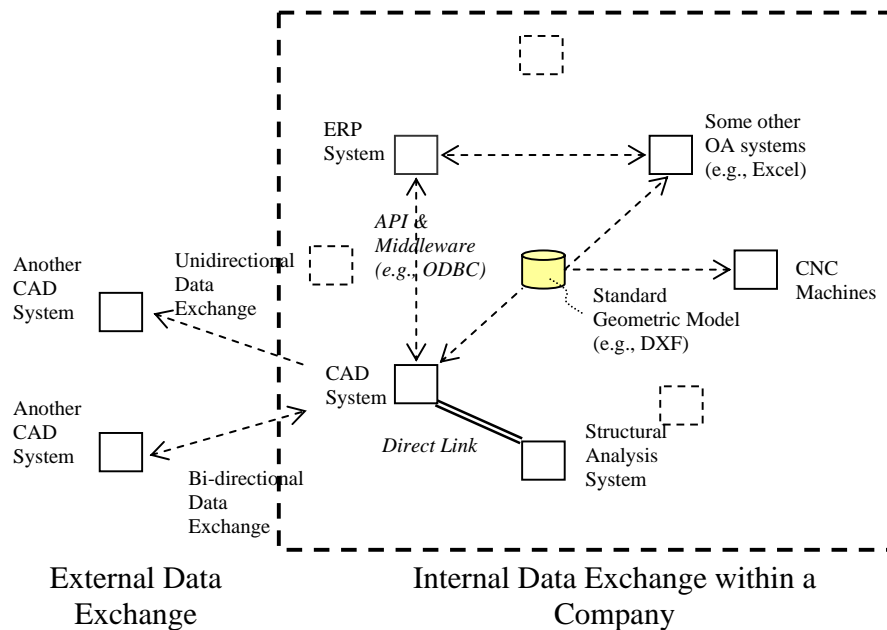 ERP
System
Some other
OA systems
(e.g., Excel)
API &
Middleware
(e.g., ODBC)
Another
CAD
System
Unidirectional
Data
Exchange
CNC
Machines
Standard
Geometric Model
(e.g., DXF)
CAD
System
Another
CAD
System
Direct Link
Structural
Analysis
System
Bi-directional
Data
Exchange
External Data
Exchange
Internal Data Exchange within a
Company